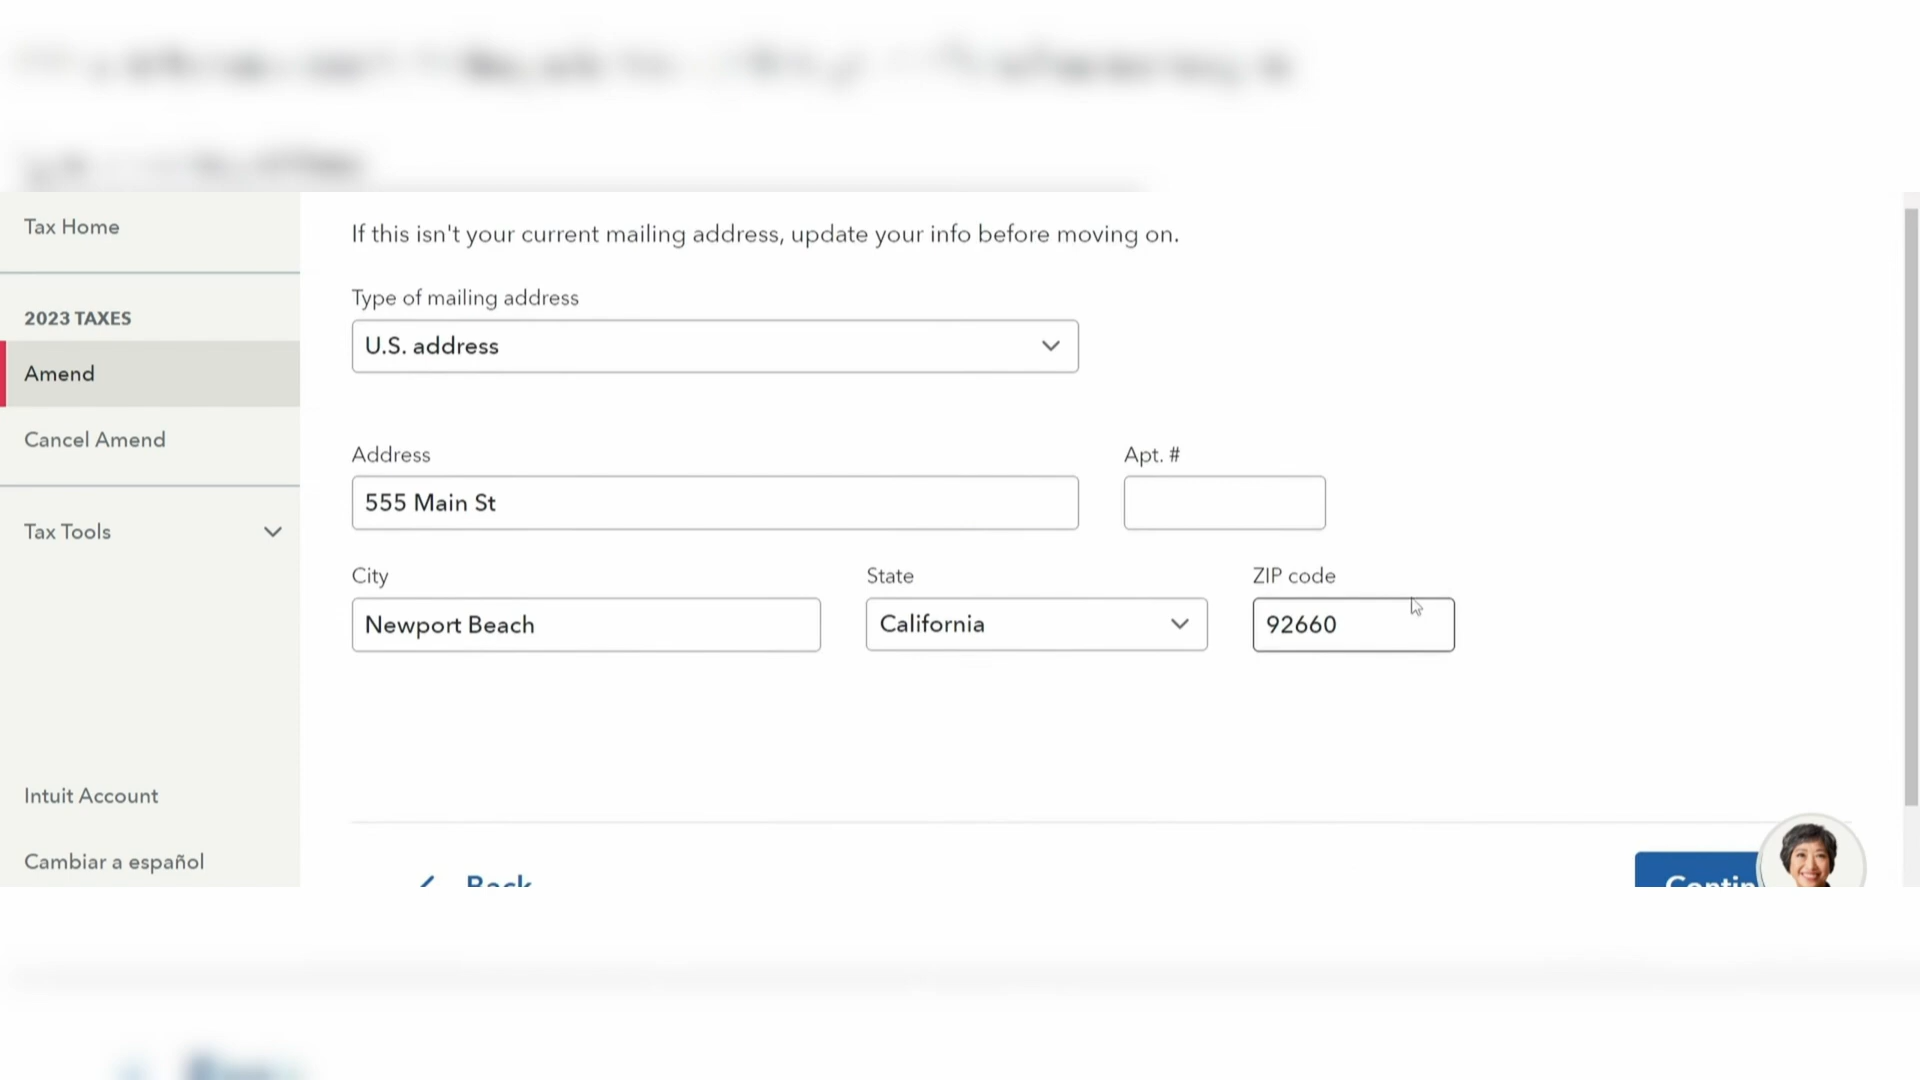 Tax Home
If this isn't your current mailing address, update your info before moving on.
Type of mailing address
2023 TAXES
U.S. address
Amend
Cancel Amend
Address
Apt. #
555 Main St
Tax Tools
City
State
ZIP code
Newport Beach
California
92660
Intuit Account
Cambiar a español
Back